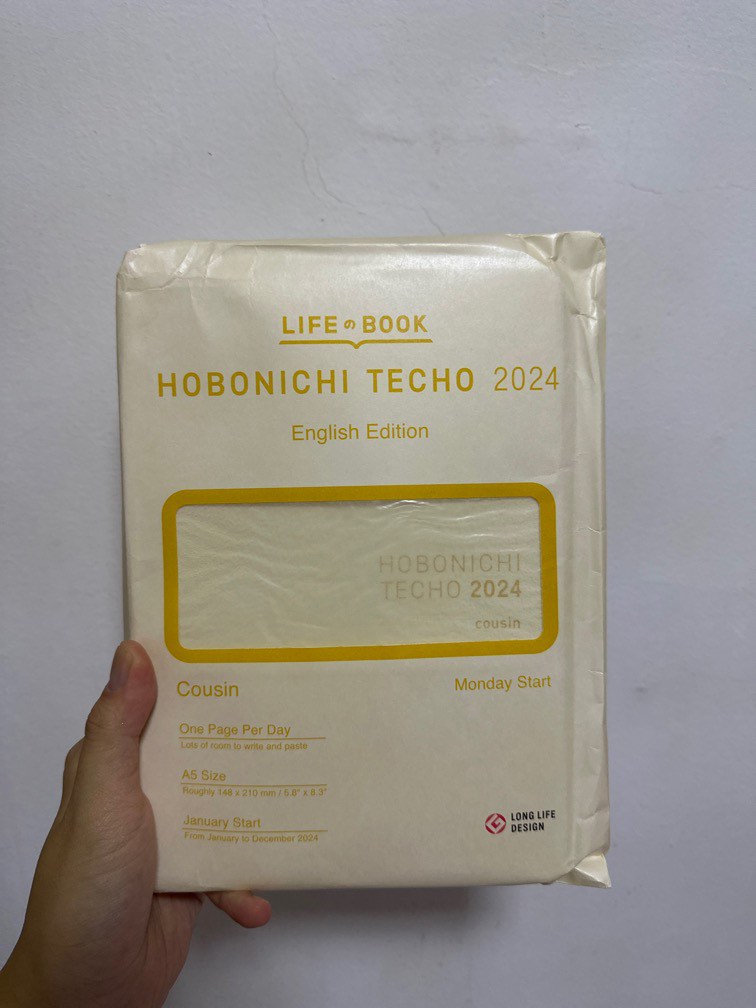 LIFEのBOOK
HOBONICHI TECHO 2024
English Edition
HOBONICHI
TECHO 2024
cousin
Cousin
Monday Start
One Page Per Day
Lots of room to write and paste
A5 Size
Roughly 148 x 210 mm / 5.8" x 8.3"
January Start
From January to December 2024
LONG LIFE
DESIGN